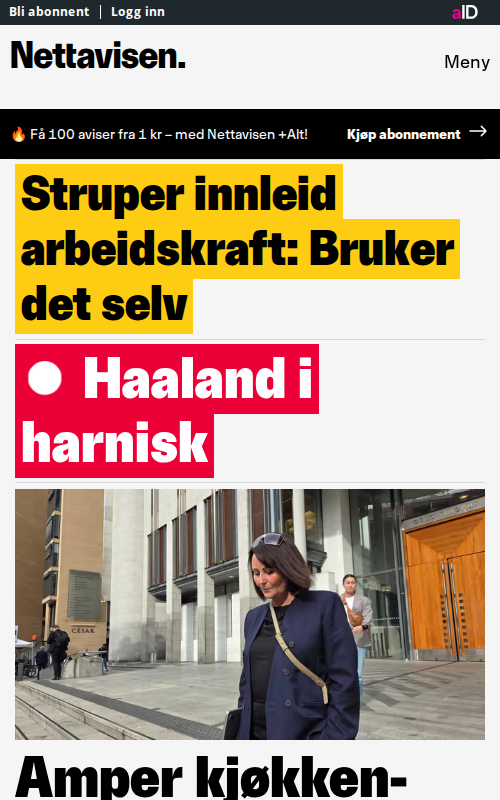 Bli abonnent | Logg inn
aID
Nettavisen.
Meny
🔥 Få 100 aviser fra 1 kr – med Nettavisen +Alt!
Kjøp abonnement →
Struper innleid
arbeidskraft: Bruker
det selv
Haaland i
harnisk
CÉSAR
Amper kjøkken-